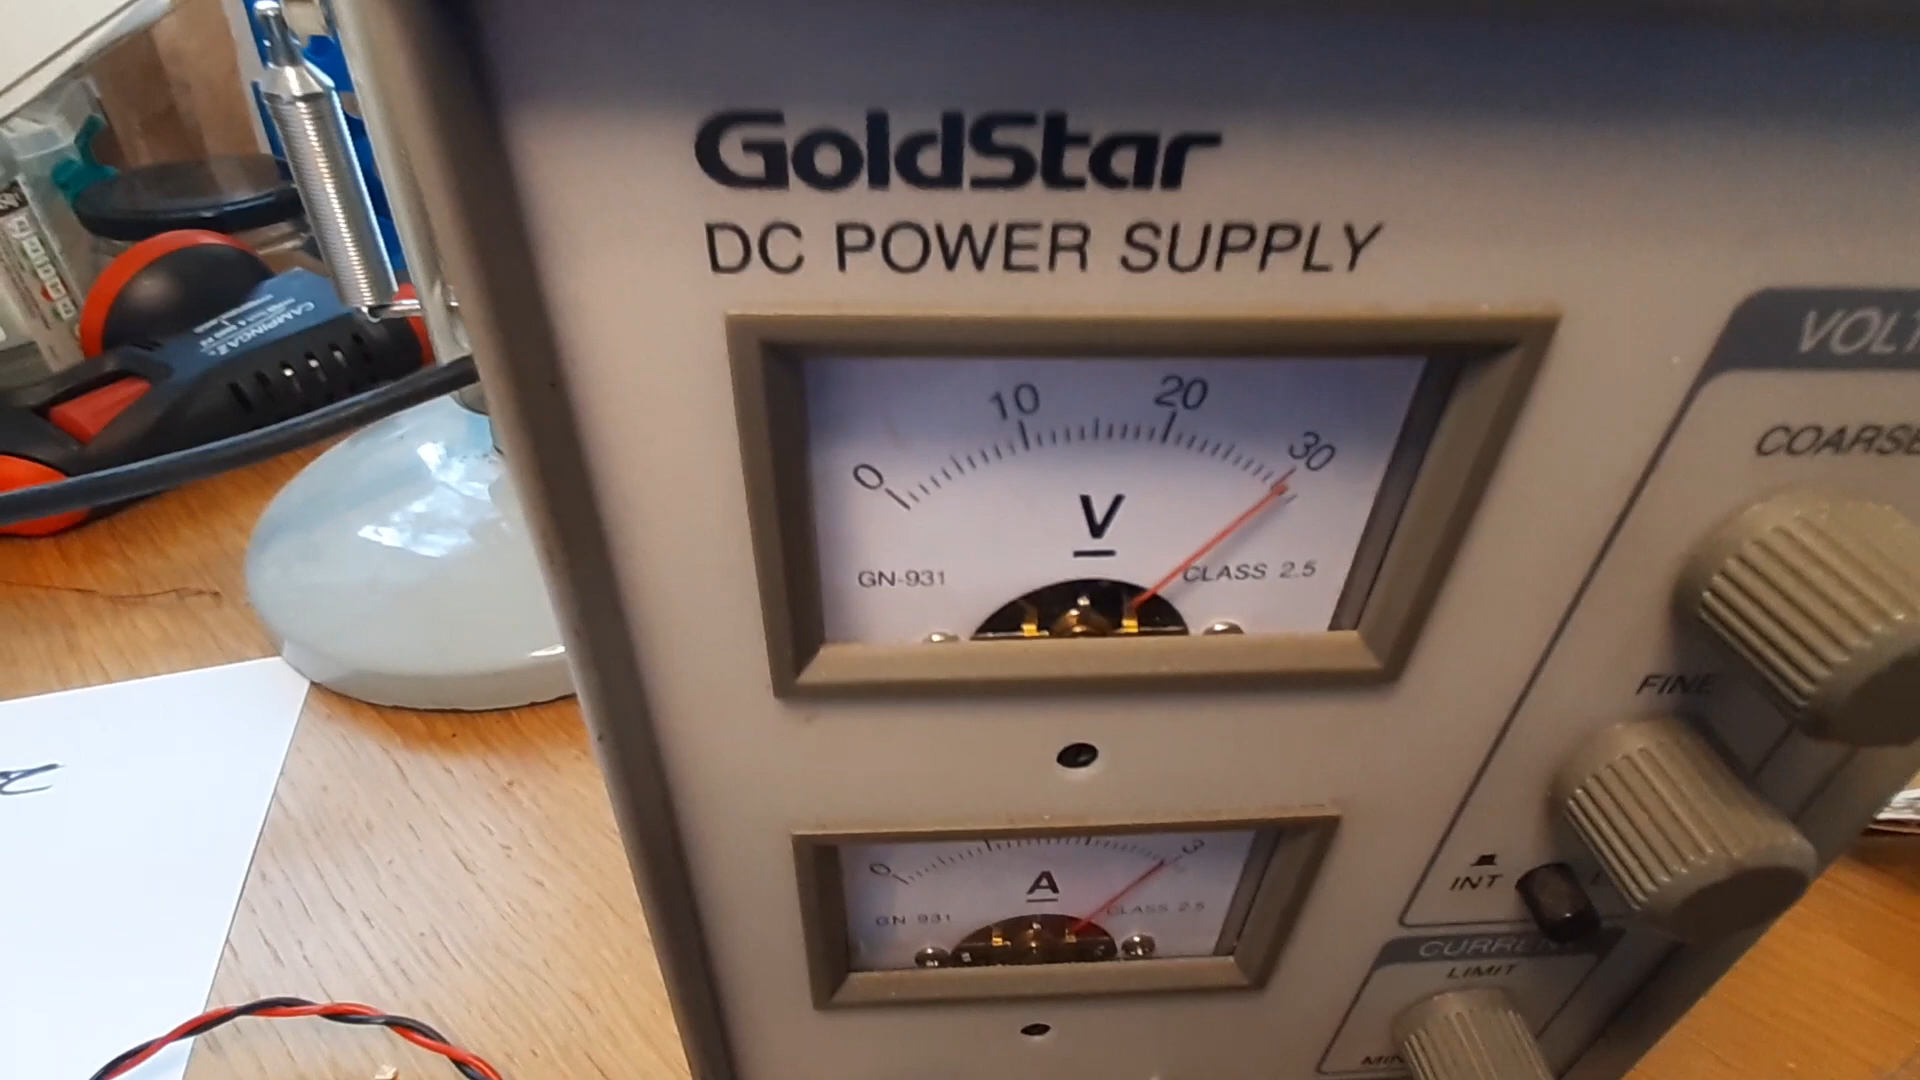 GoldStar
DC POWER SUPPLY
0 10 20 30
V
GN-931 CLASS 2.5
0 3
A
GN-931 CLASS 2.5
COARSE
FINE
INT
LIMIT
CAMPINGAZ